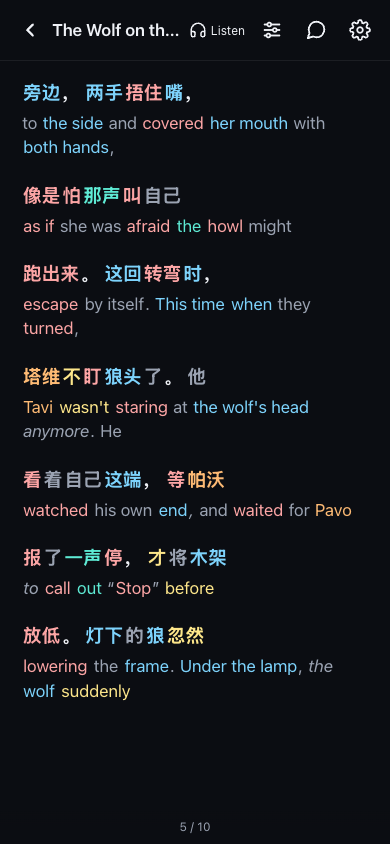 The Wolf on th... Listen
旁边， 两手捂住嘴，
to the side and covered her mouth with
both hands,
像是怕那声叫自己
as if she was afraid the howl might
跑出来。 这回转弯时，
escape by itself. This time when they
turned,
塔维不盯狼头了。 他
Tavi wasn't staring at the wolf's head
anymore. He
看着自己这端， 等帕沃
watched his own end, and waited for Pavo
报了一声停， 才将木架
to call out “Stop” before
放低。 灯下的狼忽然
lowering the frame. Under the lamp, the
wolf suddenly
5 / 10